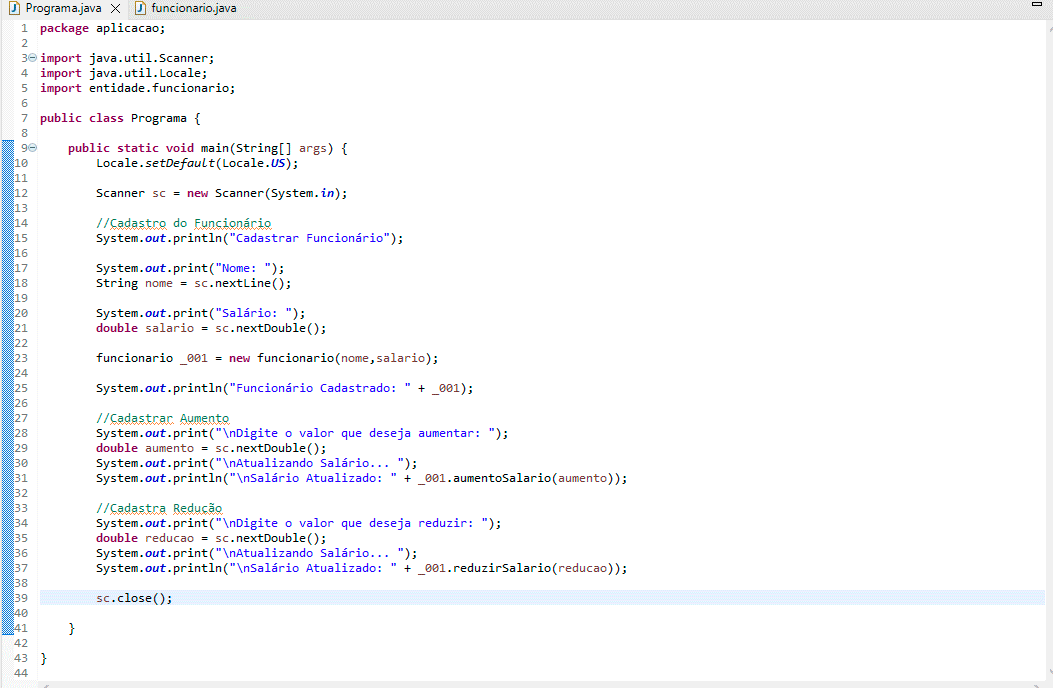 Programa.java funcionario.java
1 package aplicacao;
2
3 import java.util.Scanner;
4 import java.util.Locale;
5 import entidade.funcionario;
6
7 public class Programa {
8
9     public static void main(String[] args) {
10         Locale.setDefault(Locale.US);
11
12         Scanner sc = new Scanner(System.in);
13
14         //Cadastro do Funcionário
15         System.out.println("Cadastrar Funcionário");
16
17         System.out.print("Nome: ");
18         String nome = sc.nextLine();
19
20         System.out.print("Salário: ");
21         double salario = sc.nextDouble();
22
23         funcionario _001 = new funcionario(nome,salario);
24
25         System.out.println("Funcionário Cadastrado: " + _001);
26
27         //Cadastrar Aumento
28         System.out.print("\nDigite o valor que deseja aumentar: ");
29         double aumento = sc.nextDouble();
30         System.out.print("\nAtualizando Salário... ");
31         System.out.println("\nSalário Atualizado: " + _001.aumentoSalario(aumento));
32
33         //Cadastra Redução
34         System.out.print("\nDigite o valor que deseja reduzir: ");
35         double reducao = sc.nextDouble();
36         System.out.print("\nAtualizando Salário... ");
37         System.out.println("\nSalário Atualizado: " + _001.reduzirSalario(reducao));
38
39         sc.close();
40
41     }
42
43 }
44